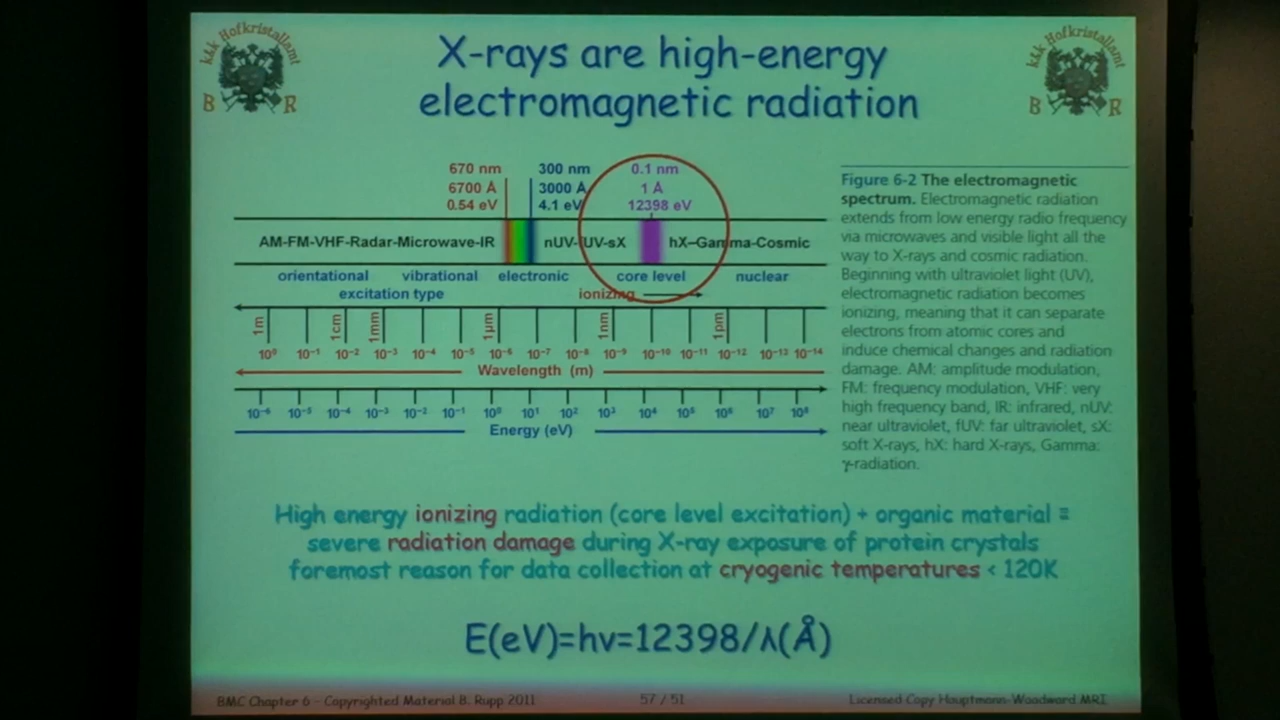 kkk Hofkristallamt
B R
X-rays are high-energy
electromagnetic radiation
kkk Hofkristallamt
B R
670 nm 300 nm 0.1 nm
6700 Å 3000 Å 1 Å
0.54 eV 4.1 eV 12398 eV
AM-FM-VHF-Radar-Microwave-IR nUV-fUV-sX hX–Gamma-Cosmic
orientational vibrational electronic core level nuclear
excitation type ionizing
1m 1cm 1mm 1µm 1nm 1pm
10⁰ 10⁻¹ 10⁻² 10⁻³ 10⁻⁴ 10⁻⁵ 10⁻⁶ 10⁻⁷ 10⁻⁸ 10⁻⁹ 10⁻¹⁰ 10⁻¹¹ 10⁻¹² 10⁻¹³ 10⁻¹⁴
Wavelength (m)
10⁻⁶ 10⁻⁵ 10⁻⁴ 10⁻³ 10⁻² 10⁻¹ 10⁰ 10¹ 10² 10³ 10⁴ 10⁵ 10⁶ 10⁷ 10⁸
Energy (eV)
Figure 6-2 The electromagnetic
spectrum. Electromagnetic radiation
extends from low energy radio frequency
via microwaves and visible light all the
way to X-rays and cosmic radiation.
Beginning with ultraviolet light (UV),
electromagnetic radiation becomes
ionizing, meaning that it can separate
electrons from atomic cores and
induce chemical changes and radiation
damage. AM: amplitude modulation,
FM: frequency modulation, VHF: very
high frequency band, IR: infrared, nUV:
near ultraviolet, fUV: far ultraviolet, sX:
soft X-rays, hX: hard X-rays, Gamma:
γ-radiation.
High energy ionizing radiation (core level excitation) + organic material =
severe radiation damage during X-ray exposure of protein crystals
foremost reason for data collection at cryogenic temperatures < 120K
E(eV)=hν=12398/λ(Å)
BMC Chapter 6 – Copyrighted Material B. Rupp 2011 57 / 51 Licensed Copy Hauptmann-Woodward MRI